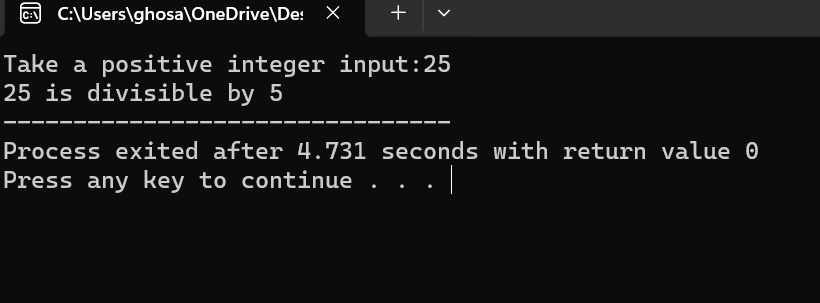 C:\Users\ghosa\OneDrive\Des
Take a positive integer input:25
25 is divisible by 5
--------------------------------
Process exited after 4.731 seconds with return value 0
Press any key to continue . . .